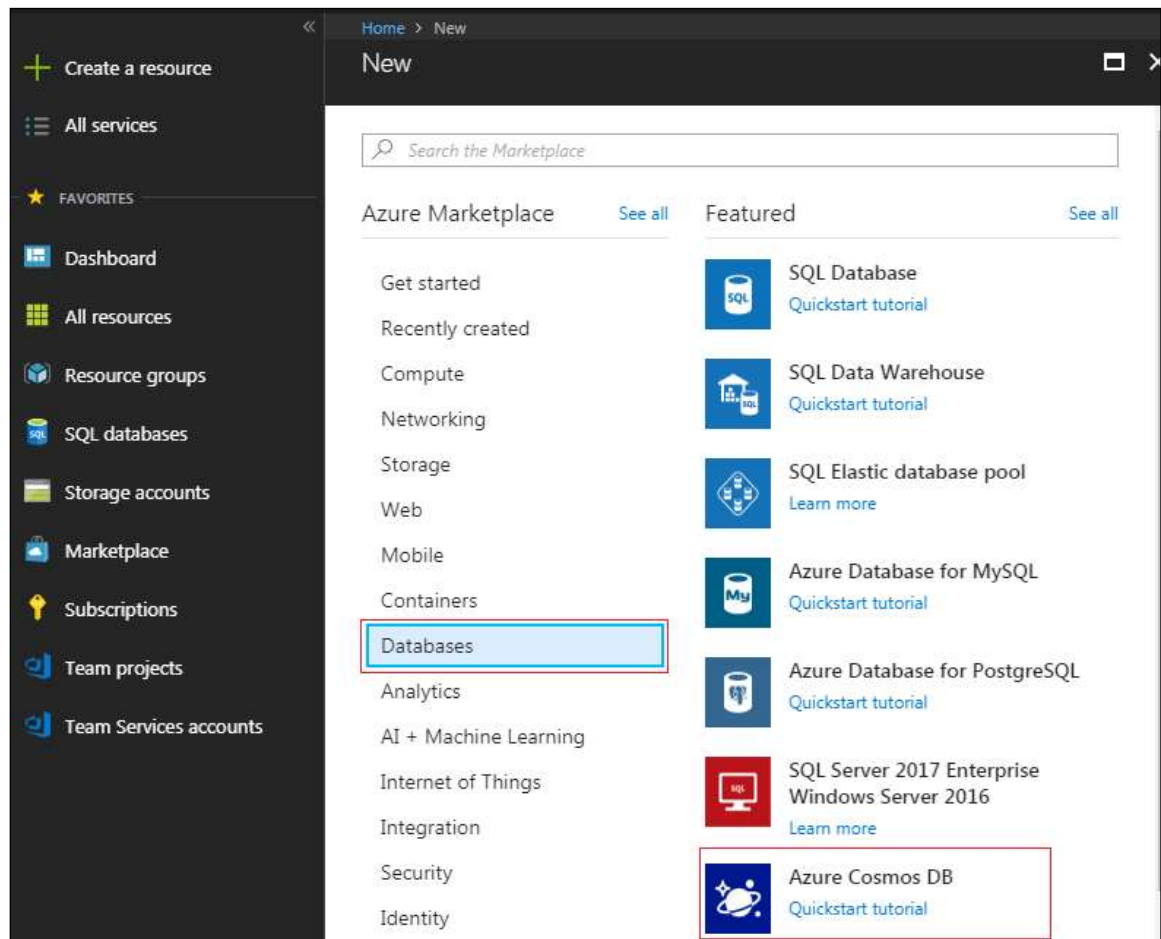 «
Create a resource
All services
FAVORITES
Dashboard
All resources
Resource groups
SQL databases
Storage accounts
Marketplace
Subscriptions
Team projects
Team Services accounts
Home > New
New
Search the Marketplace
Azure Marketplace See all
Get started
Recently created
Compute
Networking
Storage
Web
Mobile
Containers
Databases
Analytics
AI + Machine Learning
Internet of Things
Integration
Security
Identity
Featured See all
SQL
SQL Database
Quickstart tutorial
SQL
SQL Data Warehouse
Quickstart tutorial
SQL Elastic database pool
Learn more
My
Azure Database for MySQL
Quickstart tutorial
Azure Database for PostgreSQL
Quickstart tutorial
SQL
SQL Server 2017 Enterprise
Windows Server 2016
Learn more
Azure Cosmos DB
Quickstart tutorial